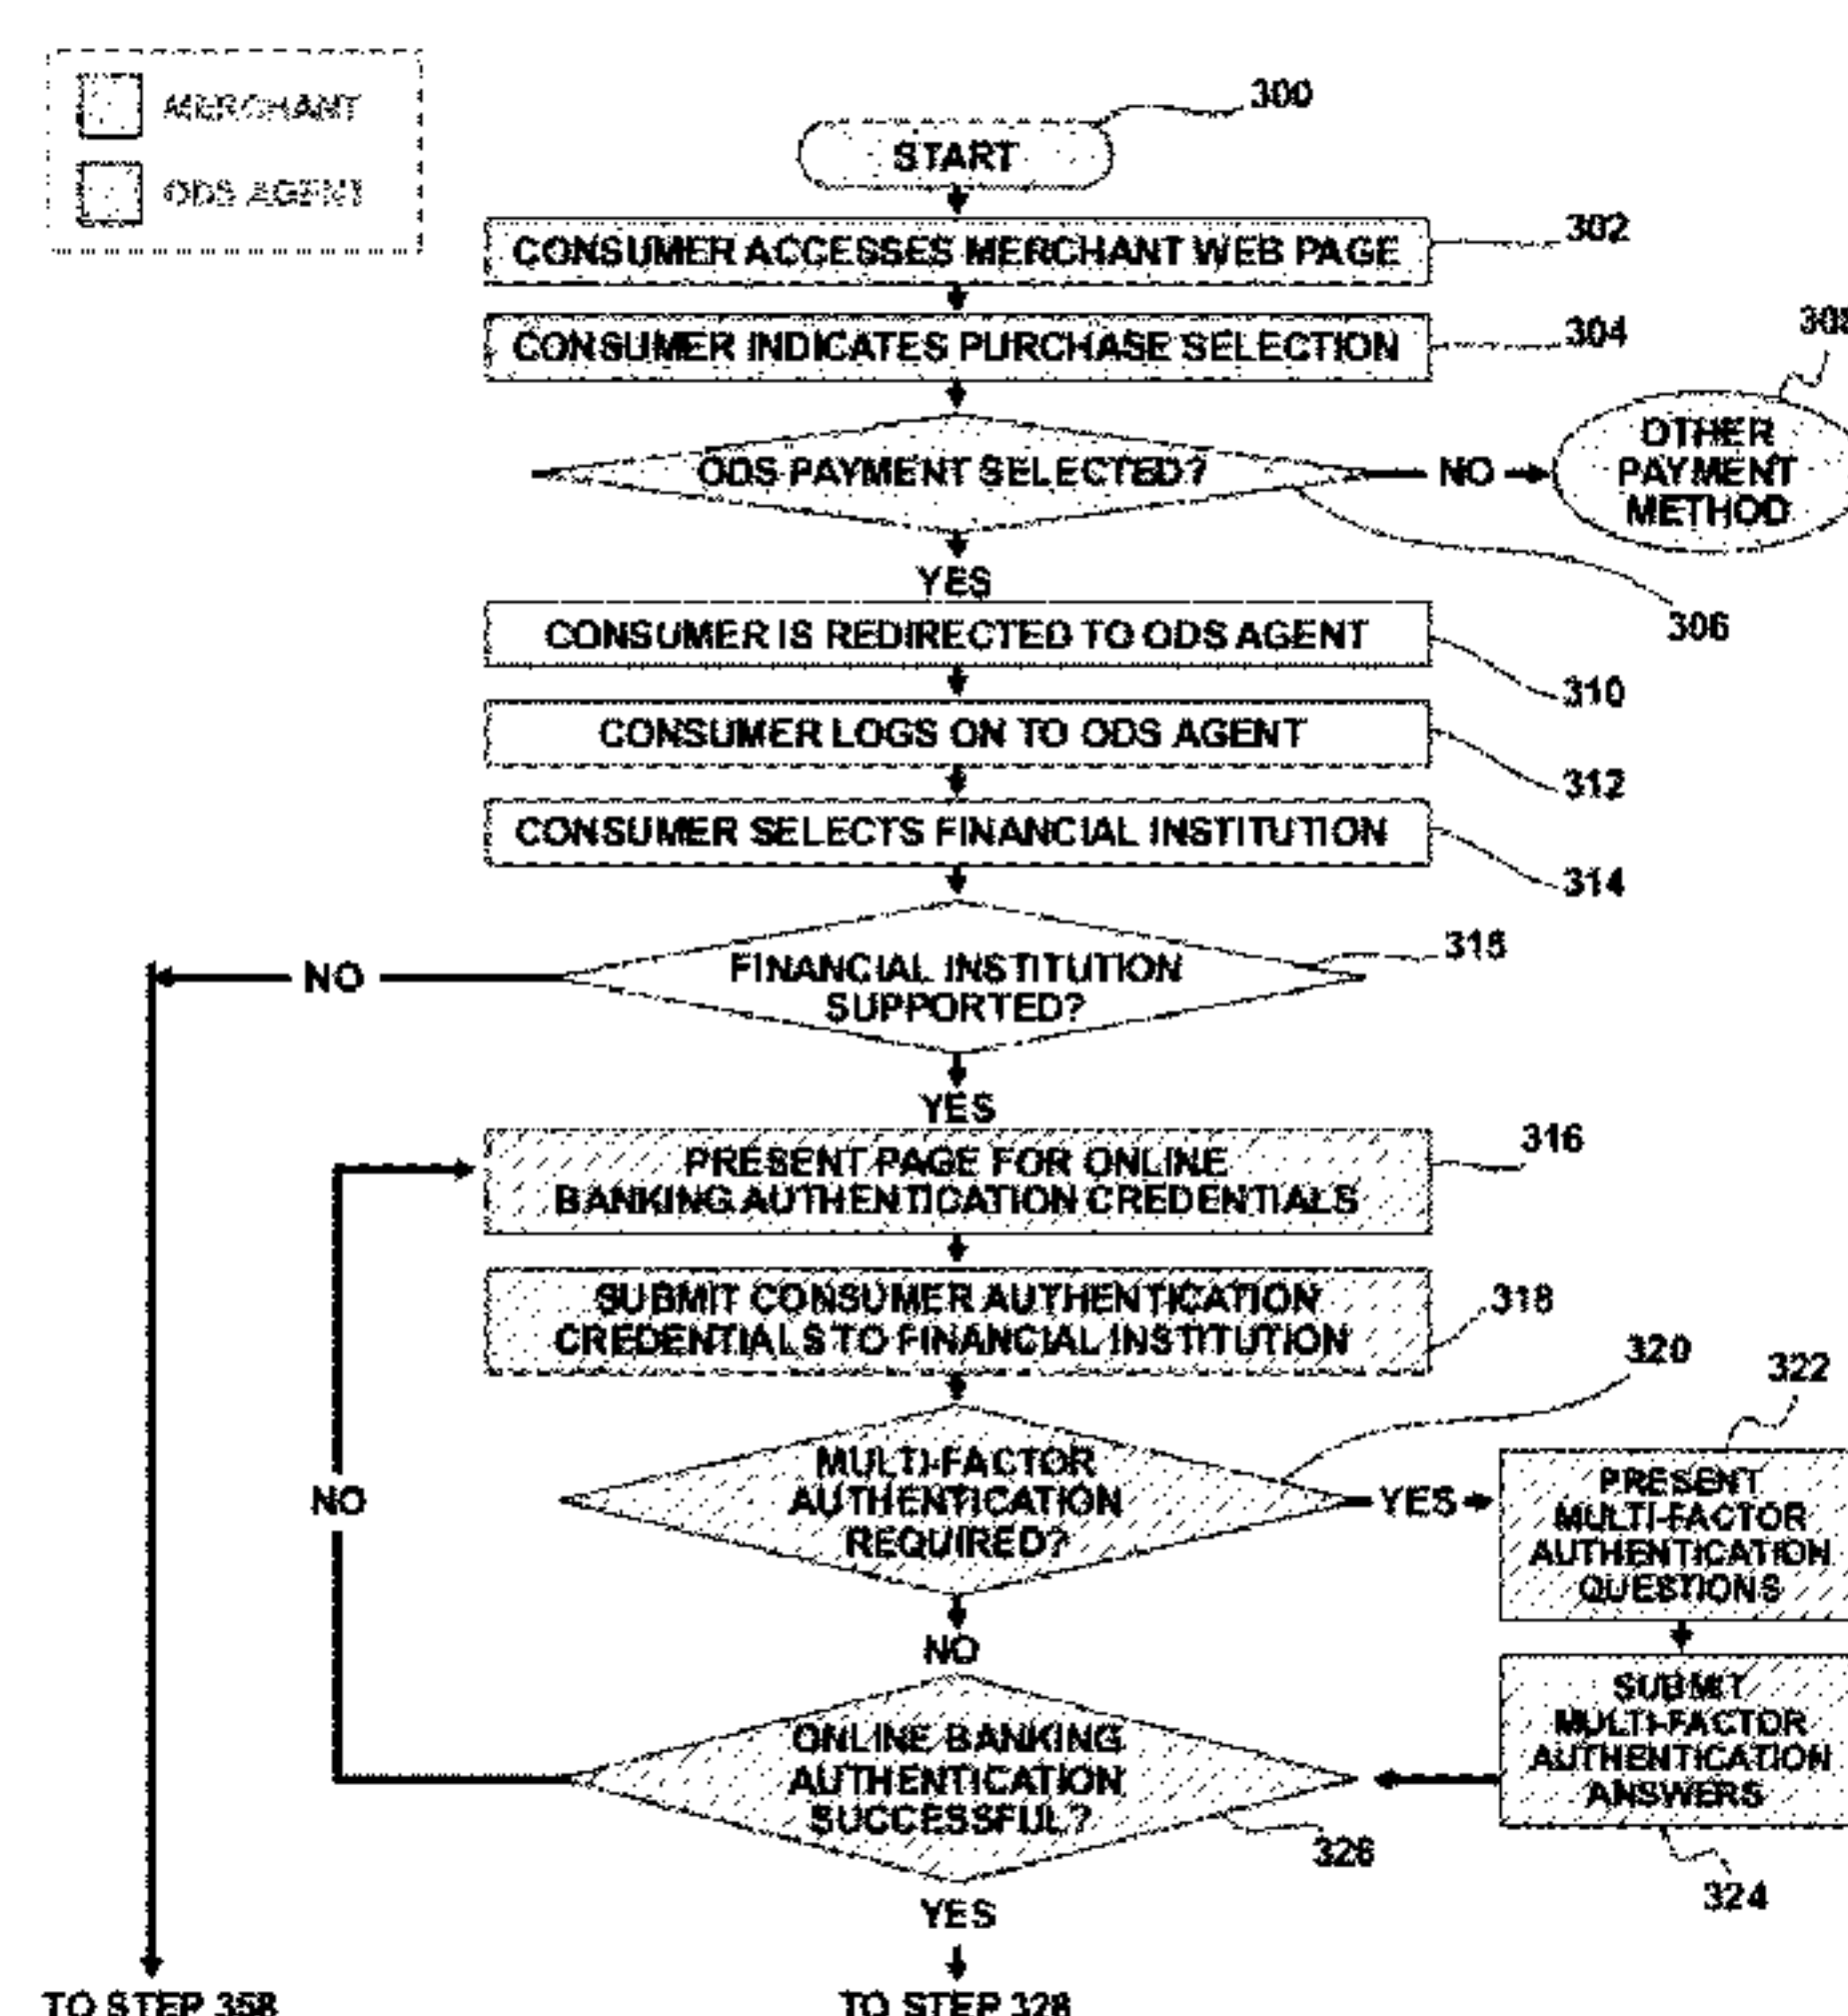 MERCHANT
ODS AGENT
300
START
CONSUMER ACCESSES MERCHANT WEB PAGE
302
CONSUMER INDICATES PURCHASE SELECTION
304
308
ODS PAYMENT SELECTED?
NO
OTHER
PAYMENT
METHOD
306
YES
CONSUMER IS REDIRECTED TO ODS AGENT
310
CONSUMER LOGS ON TO ODS AGENT
312
CONSUMER SELECTS FINANCIAL INSTITUTION
314
315
FINANCIAL INSTITUTION
SUPPORTED?
NO
YES
316
PRESENT PAGE FOR ONLINE
BANKING AUTHENTICATION CREDENTIALS
SUBMIT CONSUMER AUTHENTICATION
CREDENTIALS TO FINANCIAL INSTITUTION
318
320
322
MULTI-FACTOR
AUTHENTICATION
REQUIRED?
YES
PRESENT
MULTI-FACTOR
AUTHENTICATION
QUESTIONS
NO
NO
SUBMIT
MULTI-FACTOR
AUTHENTICATION
ANSWERS
ONLINE BANKING
AUTHENTICATION
SUCCESSFUL?
326
324
YES
TO STEP 358
TO STEP 328